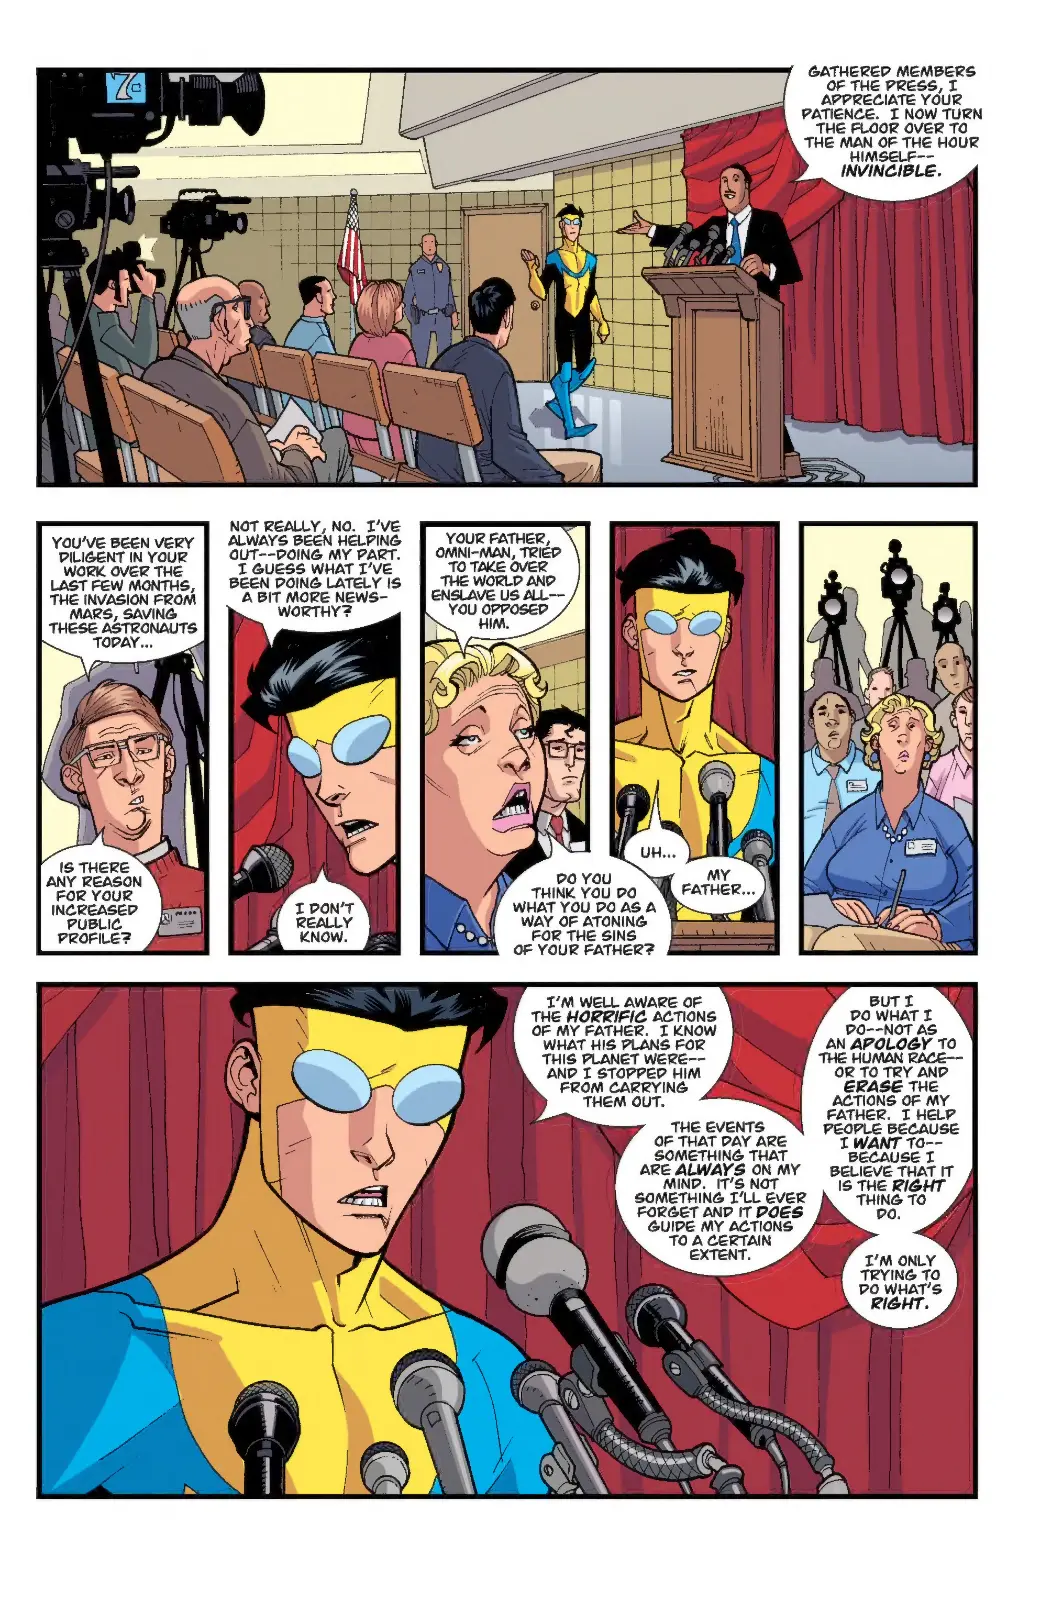 7c
GATHERED MEMBERS
OF THE PRESS, I
APPRECIATE YOUR
PATIENCE. I NOW TURN
THE FLOOR OVER TO
THE MAN OF THE HOUR
HIMSELF--
INVINCIBLE.
YOU'VE BEEN VERY
DILIGENT IN YOUR
WORK OVER THE
LAST FEW MONTHS,
THE INVASION FROM
MARS, SAVING
THESE ASTRONAUTS
TODAY...
IS THERE
ANY REASON
FOR YOUR
INCREASED
PUBLIC
PROFILE?
NOT REALLY, NO. I'VE
ALWAYS BEEN HELPING
OUT--DOING MY PART.
I GUESS WHAT I'VE
BEEN DOING LATELY IS
A BIT MORE NEWS-
WORTHY?
I DON'T
REALLY
KNOW.
YOUR FATHER,
OMNI-MAN, TRIED
TO TAKE OVER
THE WORLD AND
ENSLAVE US ALL--
YOU OPPOSED
HIM.
DO YOU
THINK YOU DO
WHAT YOU DO AS A
WAY OF ATONING
FOR THE SINS
OF YOUR FATHER?
UH...
MY
FATHER...
I'M WELL AWARE OF
THE HORRIFIC ACTIONS
OF MY FATHER. I KNOW
WHAT HIS PLANS FOR
THIS PLANET WERE--
AND I STOPPED HIM
FROM CARRYING
THEM OUT.
THE EVENTS
OF THAT DAY ARE
SOMETHING THAT
ARE ALWAYS ON MY
MIND. IT'S NOT
SOMETHING I'LL EVER
FORGET AND IT DOES
GUIDE MY ACTIONS
TO A CERTAIN
EXTENT.
BUT I
DO WHAT I
DO--NOT AS
AN APOLOGY TO
THE HUMAN RACE--
OR TO TRY AND
ERASE THE
ACTIONS OF MY
FATHER. I HELP
PEOPLE BECAUSE
I WANT TO--
BECAUSE I
BELIEVE THAT IT
IS THE RIGHT
THING TO
DO.
I'M ONLY
TRYING TO
DO WHAT'S
RIGHT.